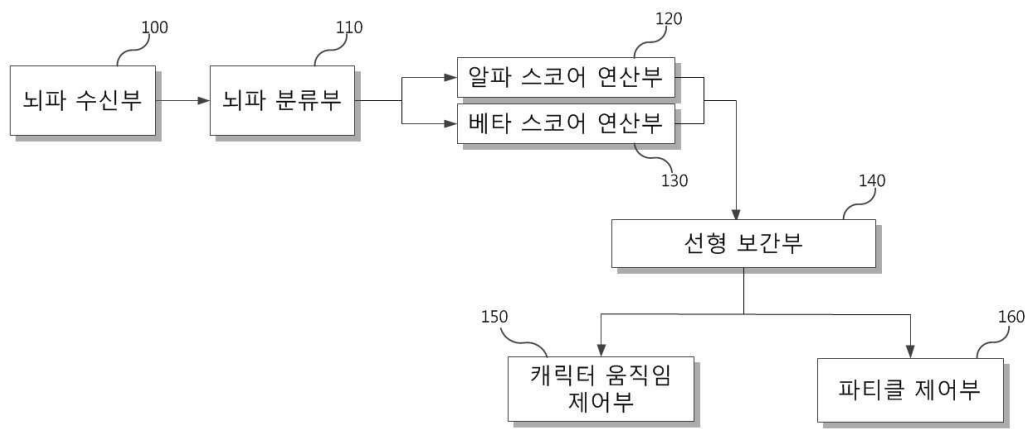 100
뇌파 수신부
110
뇌파 분류부
120
알파 스코어 연산부
베타 스코어 연산부
130
140
선형 보간부
150
캐릭터 움직임
제어부
160
파티클 제어부